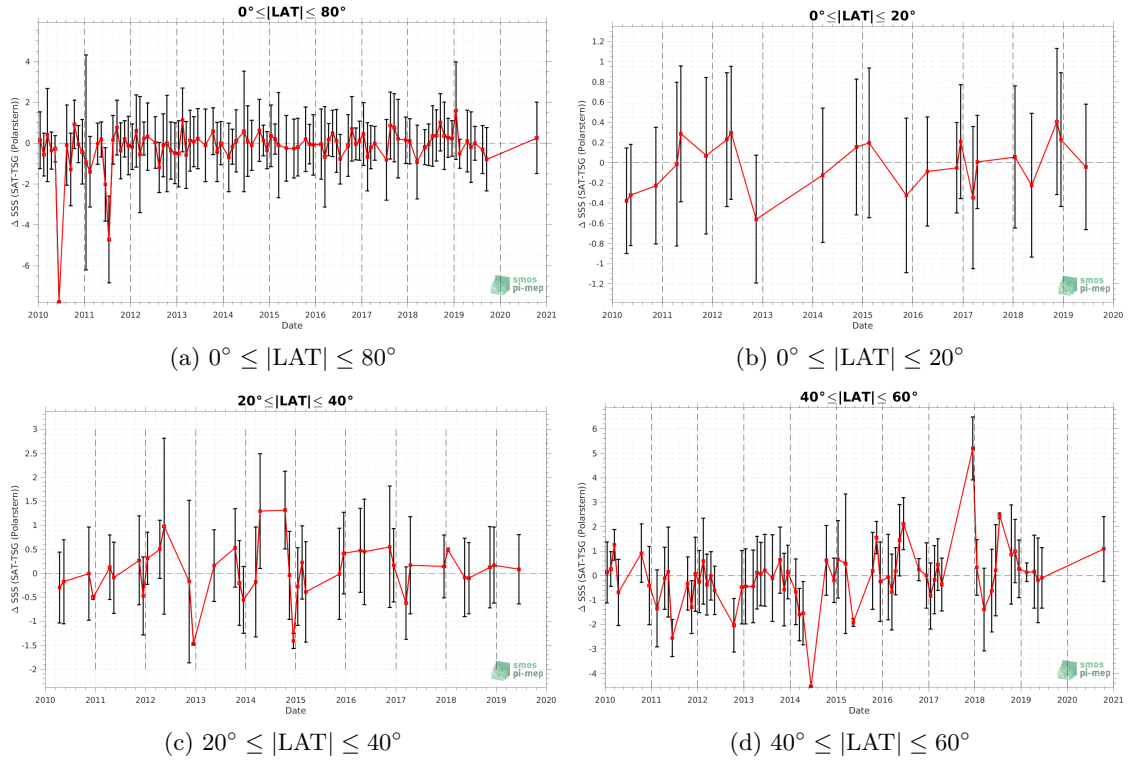 0°≤|LAT|≤ 80°
Δ SSS (SAT-TSG (Polarstern))
4
2
0
-2
-4
-6
2010 2011 2012 2013 2014 2015 2016 2017 2018 2019 2020 2021
Date
smos
pi-mep
(a) 0° ≤ |LAT| ≤ 80°
0°≤|LAT|≤ 20°
Δ SSS (SAT-TSG (Polarstern))
1.2
1
0.8
0.6
0.4
0.2
0
-0.2
-0.4
-0.6
-0.8
-1
-1.2
2010 2011 2012 2013 2014 2015 2016 2017 2018 2019 2020
Date
smos
pi-mep
(b) 0° ≤ |LAT| ≤ 20°
20°≤|LAT|≤ 40°
Δ SSS (SAT-TSG (Polarstern))
3
2.5
2
1.5
1
0.5
0
-0.5
-1
-1.5
-2
2010 2011 2012 2013 2014 2015 2016 2017 2018 2019 2020
Date
smos
pi-mep
(c) 20° ≤ |LAT| ≤ 40°
40°≤|LAT|≤ 60°
Δ SSS (SAT-TSG (Polarstern))
6
5
4
3
2
1
0
-1
-2
-3
-4
2010 2011 2012 2013 2014 2015 2016 2017 2018 2019 2020 2021
Date
smos
pi-mep
(d) 40° ≤ |LAT| ≤ 60°